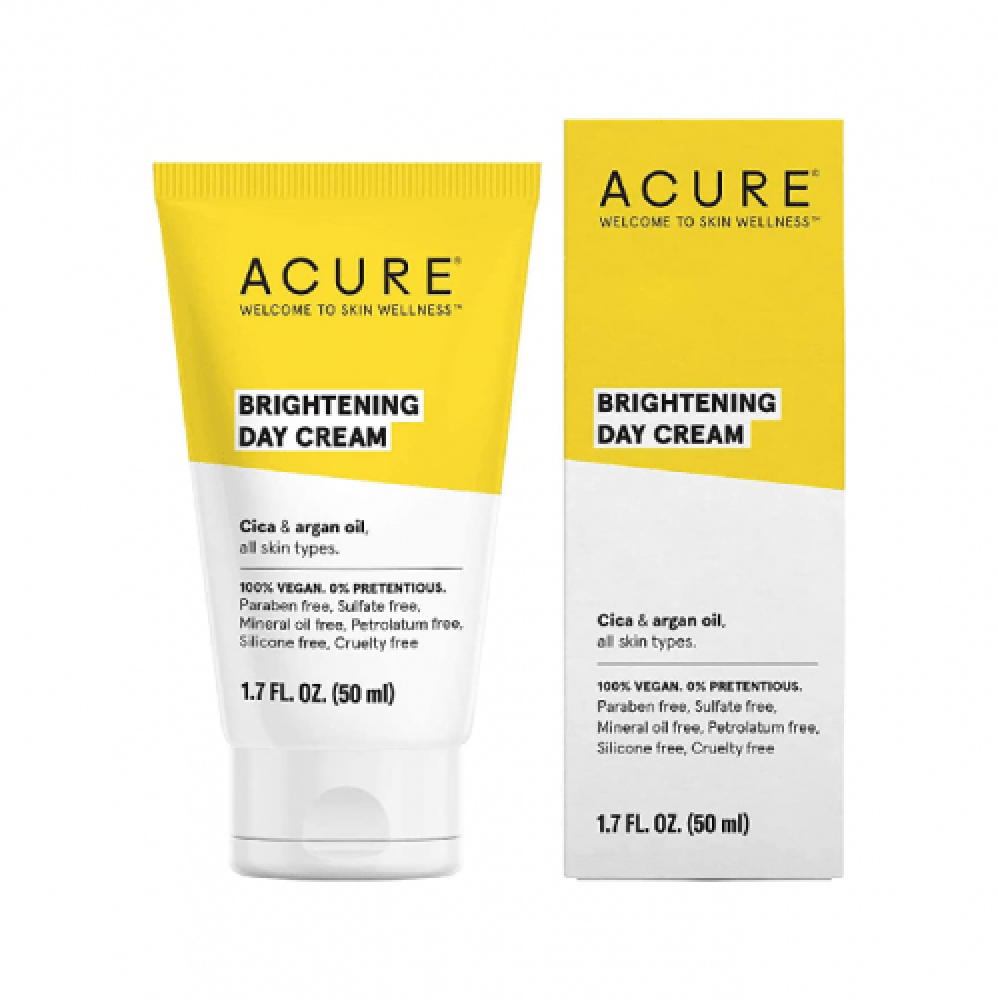 ACURE®
WELCOME TO SKIN WELLNESS™
BRIGHTENING
DAY CREAM
Cica & argan oil,
all skin types.
100% VEGAN. 0% PRETENTIOUS.
Paraben free, Sulfate free,
Mineral oil free, Petrolatum free,
Silicone free, Cruelty free
1.7 FL. OZ. (50 ml)
ACURE®
WELCOME TO SKIN WELLNESS™
BRIGHTENING
DAY CREAM
Cica & argan oil,
all skin types.
100% VEGAN. 0% PRETENTIOUS.
Paraben free, Sulfate free,
Mineral oil free, Petrolatum free,
Silicone free, Cruelty free
1.7 FL. OZ. (50 ml)